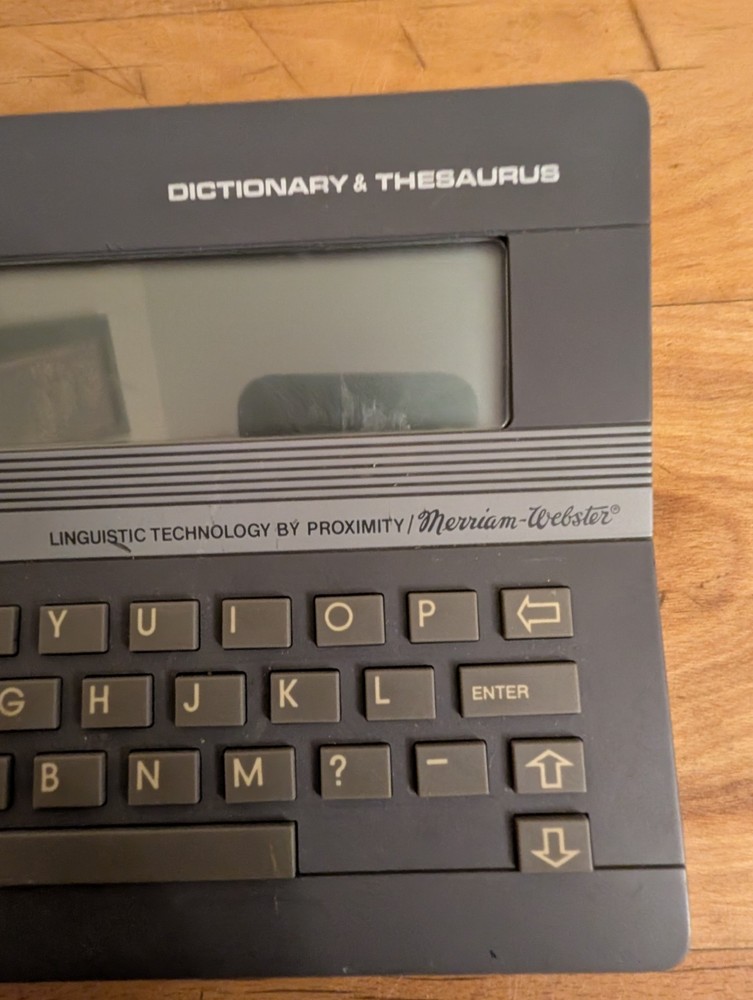 DICTIONARY & THESAURUS
LINGUISTIC TECHNOLOGY BY PROXIMITY/Merriam-Webster®
Y U I O P
G H J K L ENTER
B N M ? -